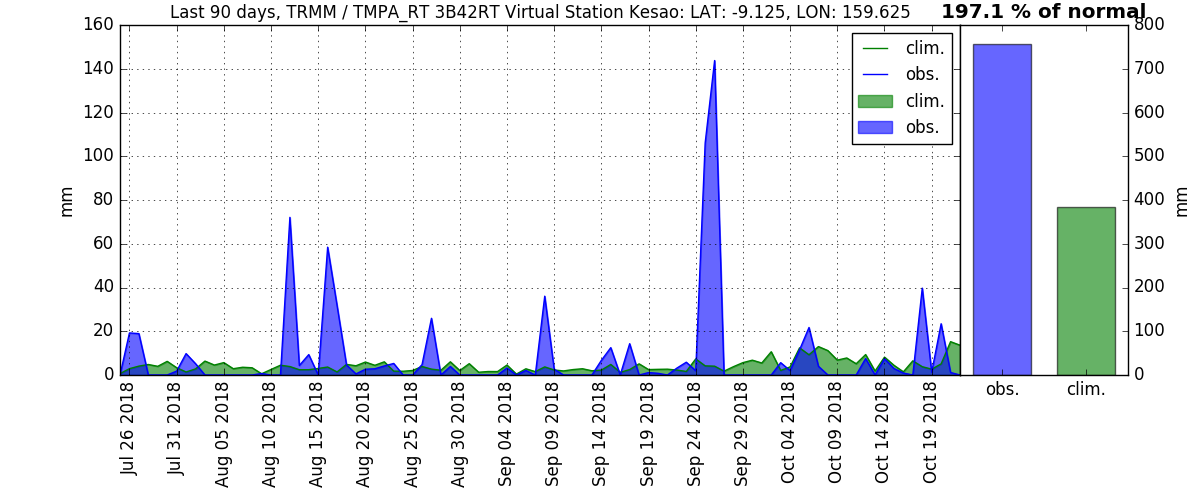 Last 90 days, TRMM / TMPA_RT 3B42RT Virtual Station Kesao: LAT: -9.125, LON: 159.625
197.1 % of normal
160
140
120
100
80
60
40
20
0
mm
clim.
obs.
clim.
obs.
800
700
600
500
400
300
200
100
0
mm
Jul 26 2018
Jul 31 2018
Aug 05 2018
Aug 10 2018
Aug 15 2018
Aug 20 2018
Aug 25 2018
Aug 30 2018
Sep 04 2018
Sep 09 2018
Sep 14 2018
Sep 19 2018
Sep 24 2018
Sep 29 2018
Oct 04 2018
Oct 09 2018
Oct 14 2018
Oct 19 2018
obs.
clim.